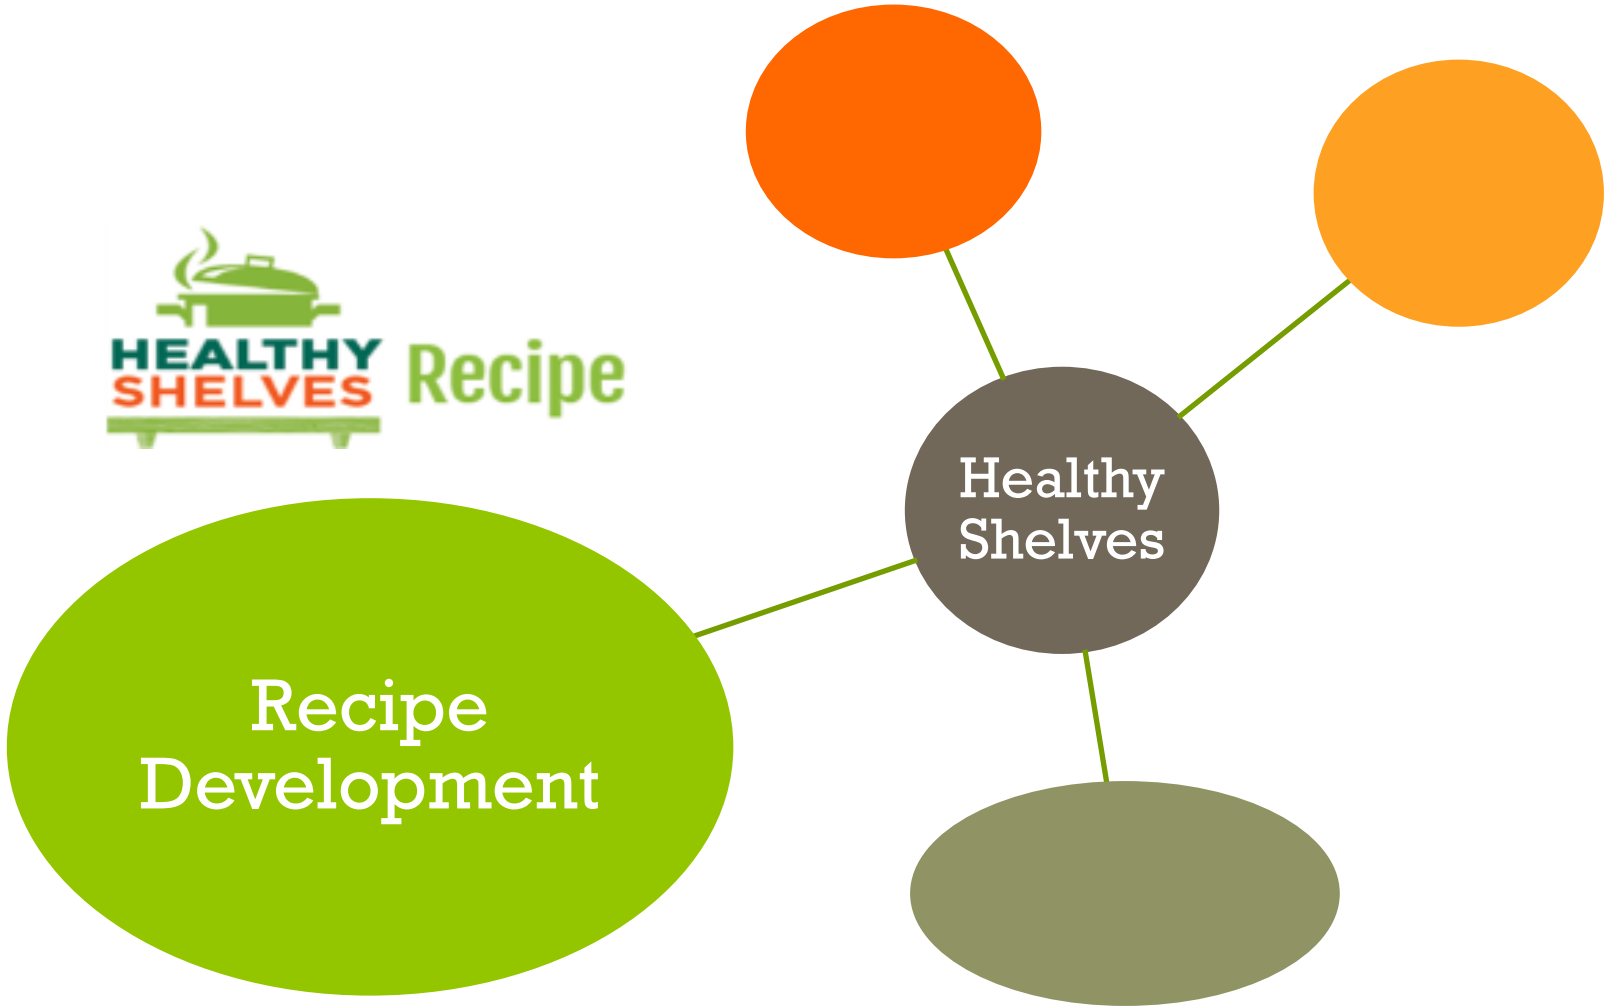 HEALTHY
SHELVES
Recipe
Healthy
Shelves
Recipe
Development